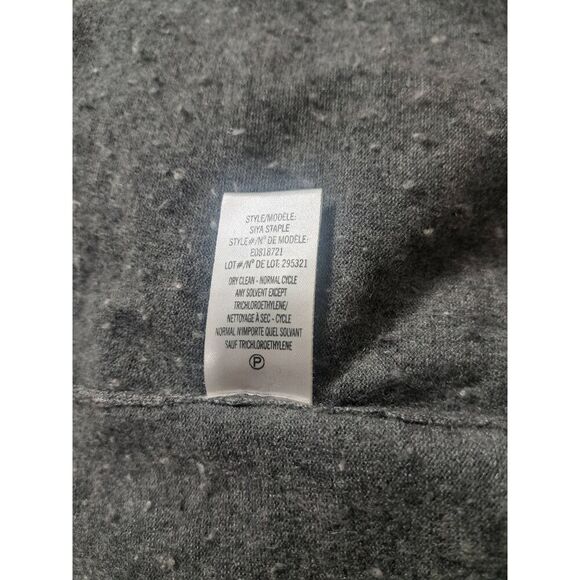 STYLE/MODÈLE:
SIYA STAPLE
STYLE#/N° DE MODÈLE:
E0818721
LOT#/N° DE LOT: 295321
DRY CLEAN - NORMAL CYCLE
ANY SOLVENT EXCEPT
TRICHLOROETHYLENE/
NETTOYAGE À SEC - CYCLE
NORMAL N'IMPORTE QUEL SOLVANT
SAUF TRICHLOROETHYLENE
P